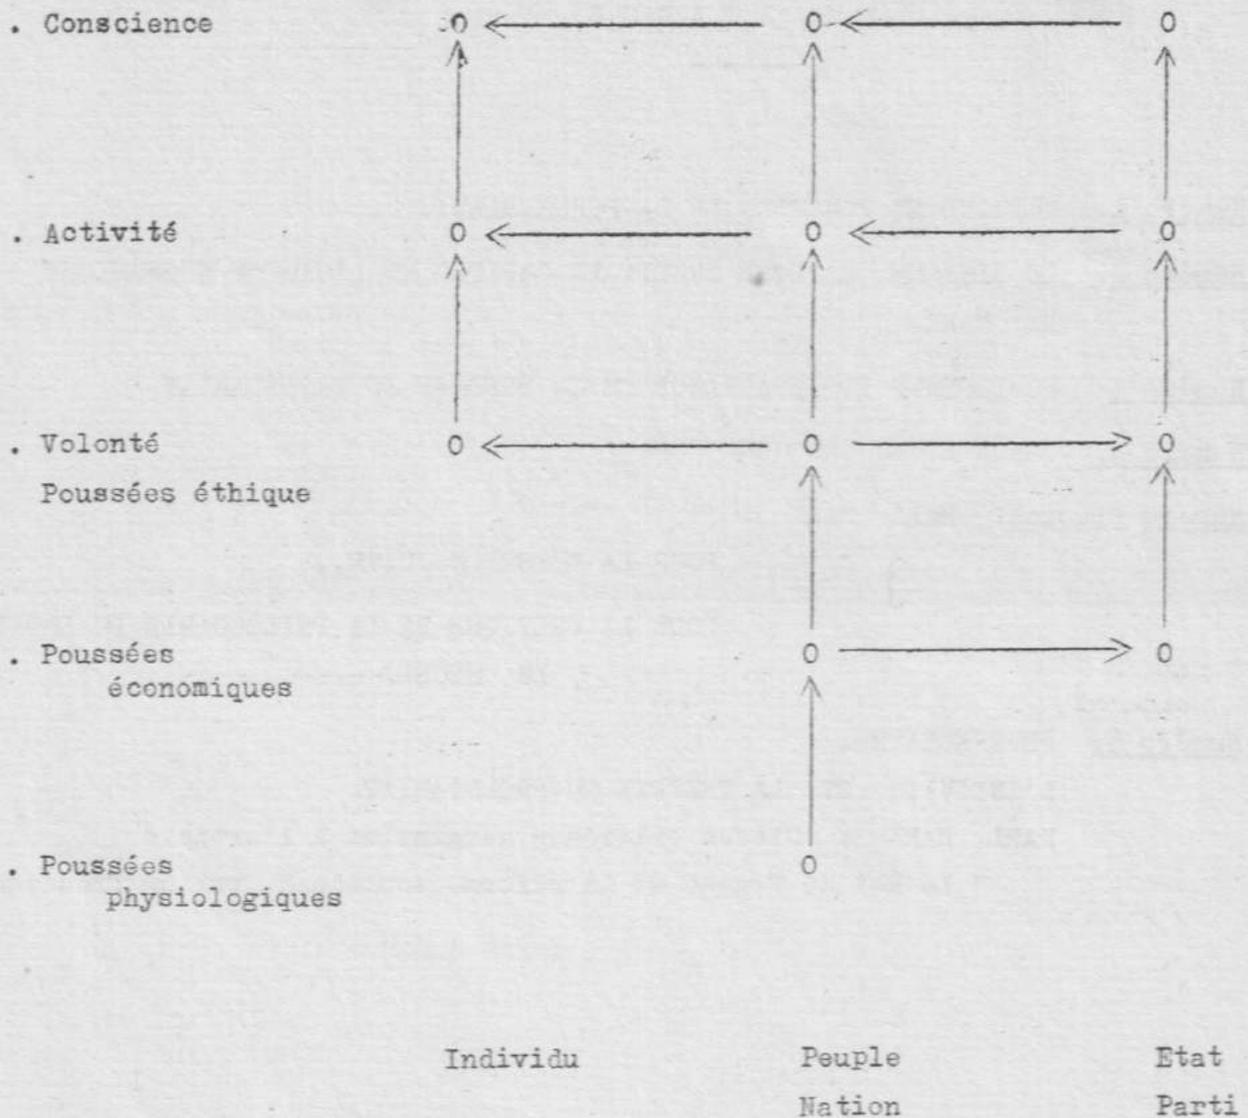 . Conscience O O O
. Activité O O O
. Volonté O O O
Poussées éthique
. Poussées O O
économiques
. Poussées O
physiologiques
Individu Peuple Etat
Nation Parti